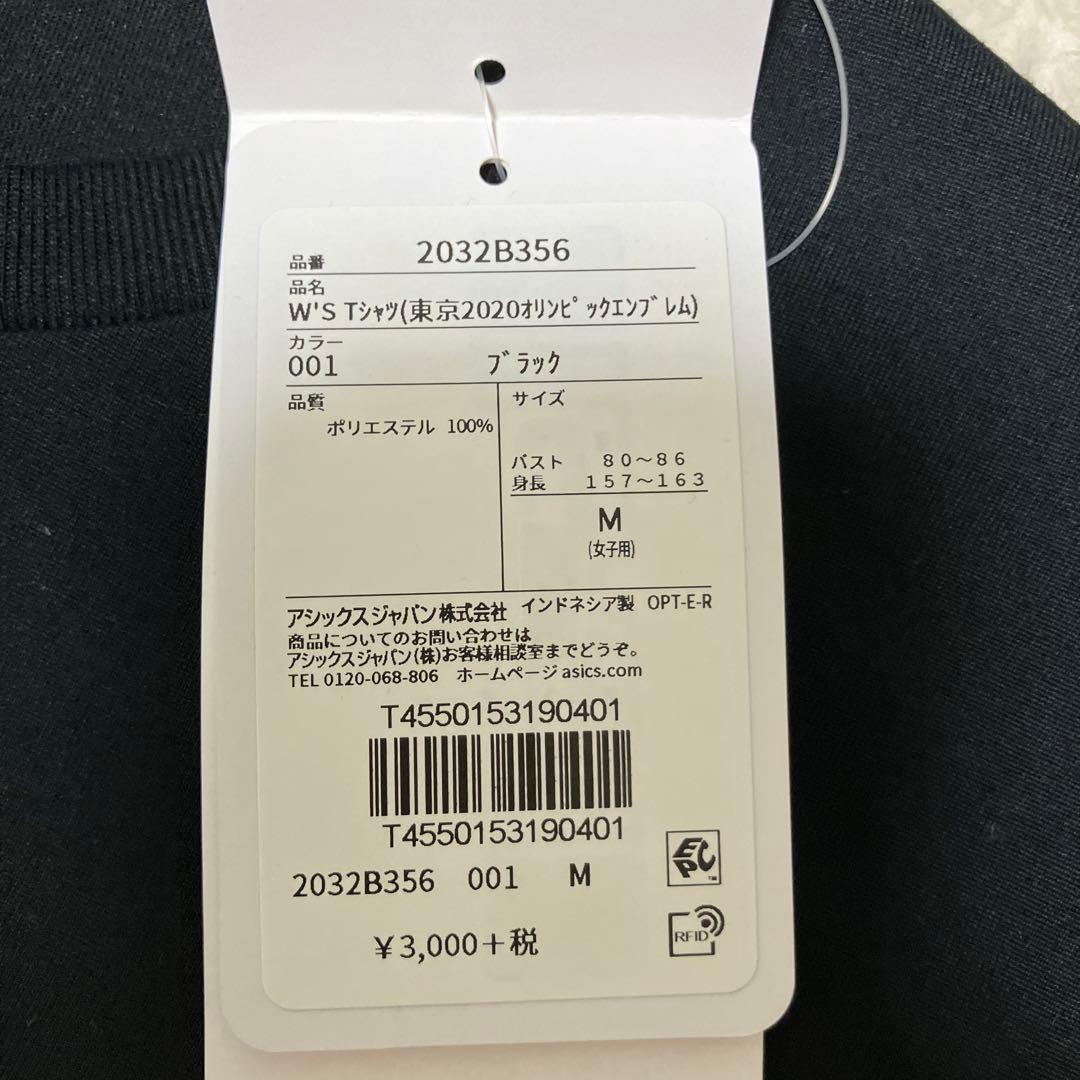 品番 2032B356
品名
W'S Tシャツ(東京2020オリンピックエンブレム)
カラー
001 ブラック
品質
ポリエステル 100%
サイズ
バスト 80〜86
身長 157〜163
M
(女子用)
アシックスジャパン株式会社 インドネシア製 OPT-E-R
商品についてのお問い合わせは
アシックスジャパン(株)お客様相談室までどうぞ。
TEL 0120-068-806 ホームページ asics.com
T4550153190401
T4550153190401
2032B356 001 M
¥3,000+税
EPC
RFID